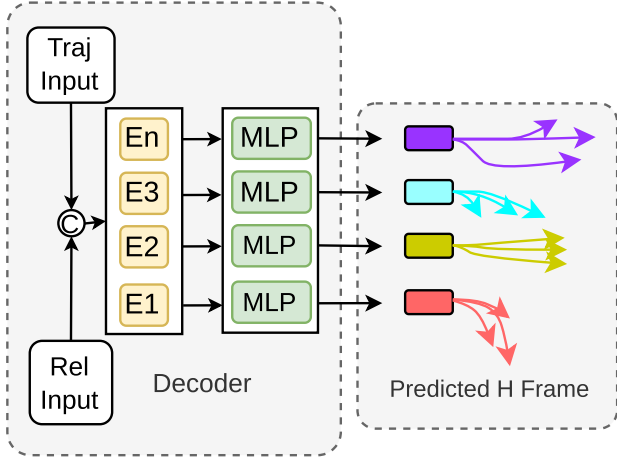 Traj
Input
En
MLP
E3
MLP
C
E2
MLP
E1
MLP
Rel
Input
Decoder
Predicted H Frame